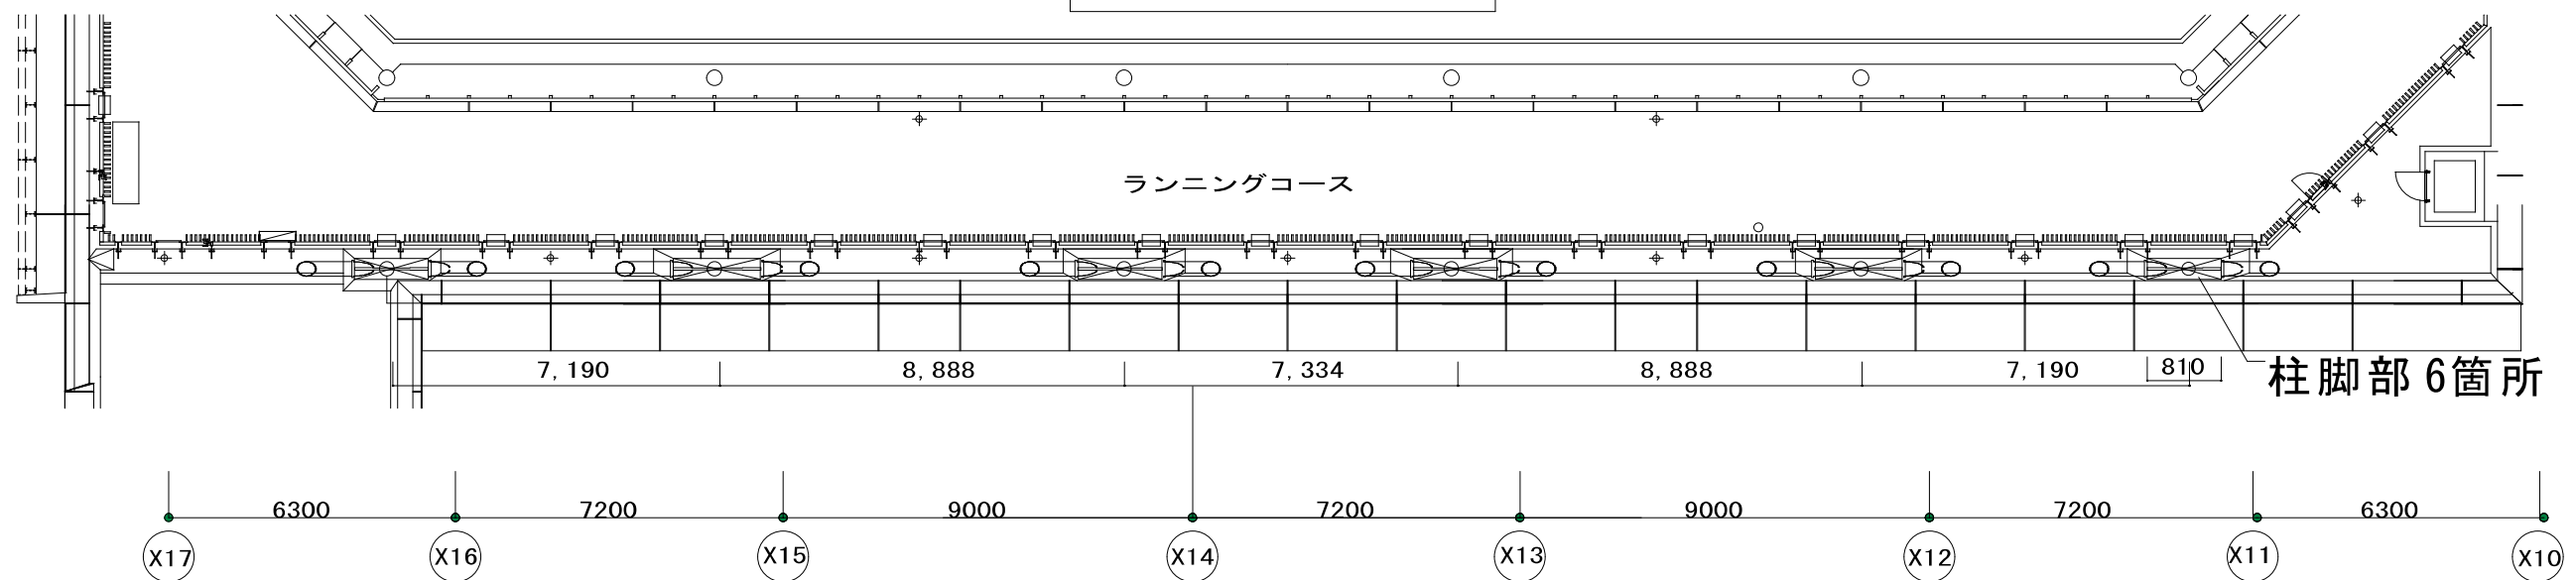 ランニングコース
7,190 8,888 7,334 8,888 7,190 810
柱脚部 6箇所
6300 7200 9000 7200 9000 7200 6300
X17 X16 X15 X14 X13 X12 X11 X10